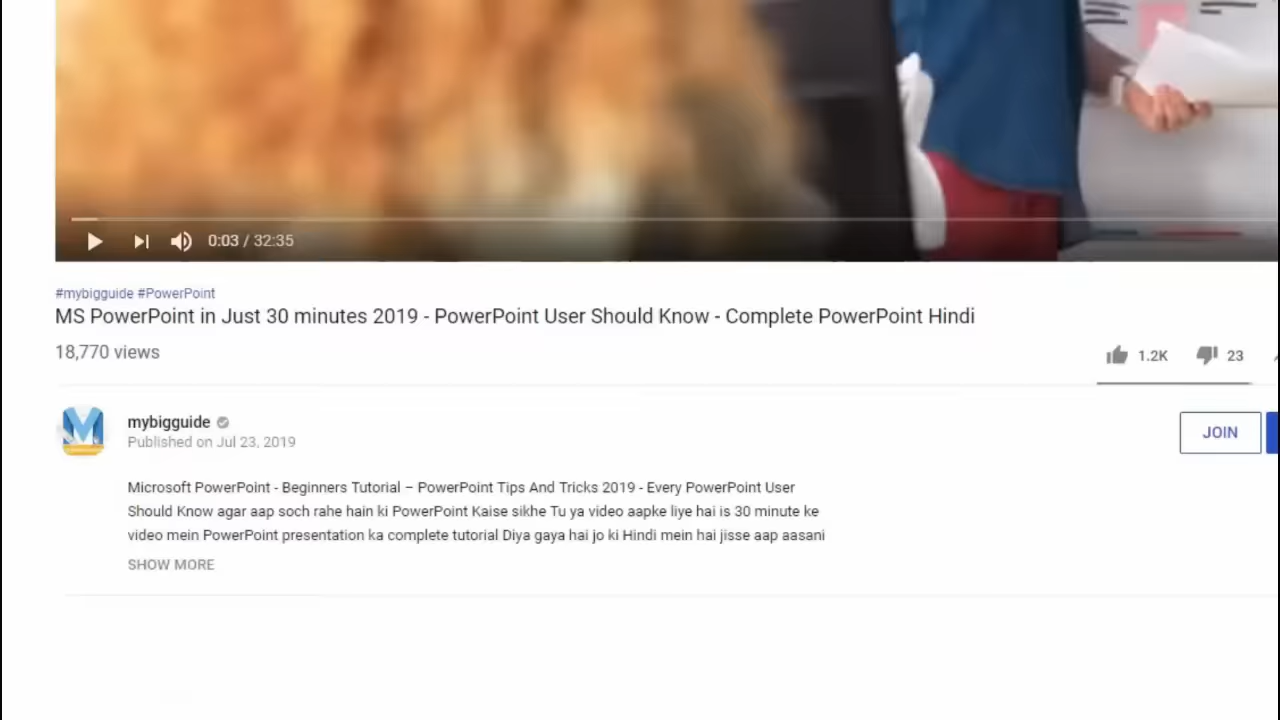 0:03 / 32:35
#mybigguide #PowerPoint
MS PowerPoint in Just 30 minutes 2019 - PowerPoint User Should Know - Complete PowerPoint Hindi
18,770 views
1.2K 23
mybigguide
Published on Jul 23, 2019
JOIN
Microsoft PowerPoint - Beginners Tutorial – PowerPoint Tips And Tricks 2019 - Every PowerPoint User
Should Know agar aap soch rahe hain ki PowerPoint Kaise sikhe Tu ya video aapke liye hai is 30 minute ke
video mein PowerPoint presentation ka complete tutorial Diya gaya hai jo ki Hindi mein hai jisse aap aasani
SHOW MORE